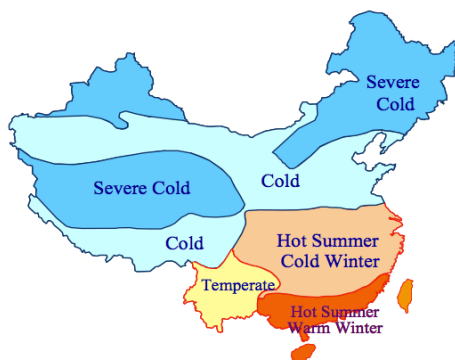 Severe
Cold
Severe Cold
Cold
Cold
Hot Summer
Cold Winter
Temperate
Hot Summer
Warm Winter